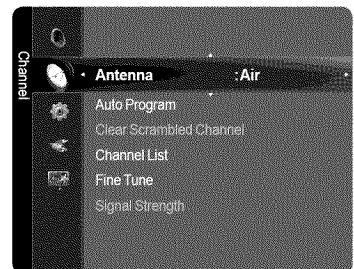 Channel
Antenna :Air
Auto Program
Clear Scrambled Channel
Channel List
Fine Tune
Signal Strength